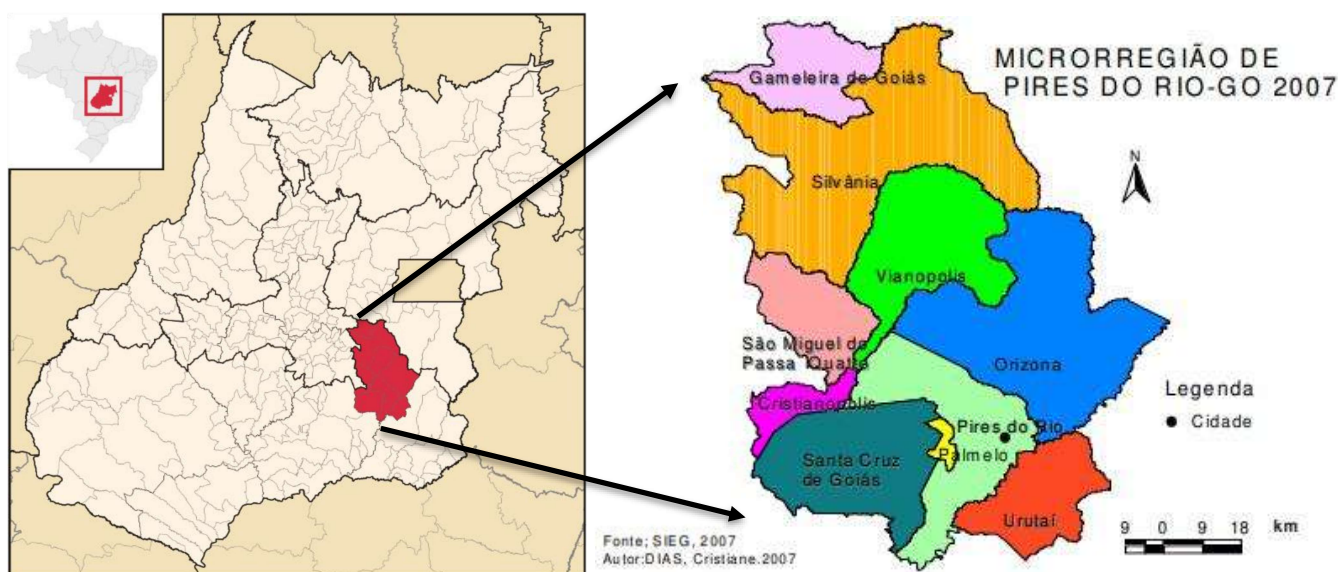 MICRORREGIÃO DE
PIRES DO RIO-GO 2007
Gameleira de Goiás
N
Silvânia
Vianopolis
São Miguel do
Passa Quatro
Orizona
Legenda
Cidade
Cristianópolis
Pires do Rio
Palmelo
Santa Cruz
de Goiás
Urutaí
9 0 9 18 km
Fonte; SIEG, 2007
Autor:DIAS, Cristiane.2007